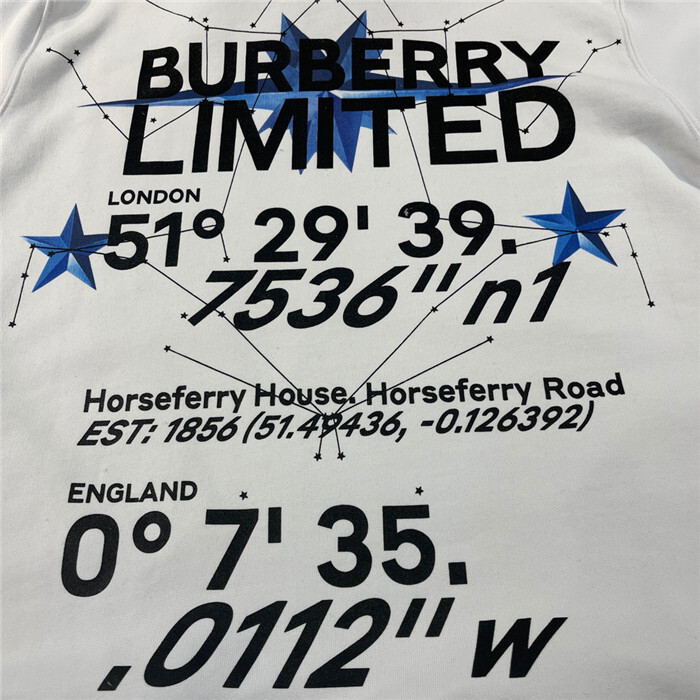 BURBERRY
LIMITED
LONDON
51° 29' 39.
7536" n1
Horseferry House. Horseferry Road
EST: 1856 (51.49436, -0.126392)
ENGLAND
0° 7' 35.
.0112" w